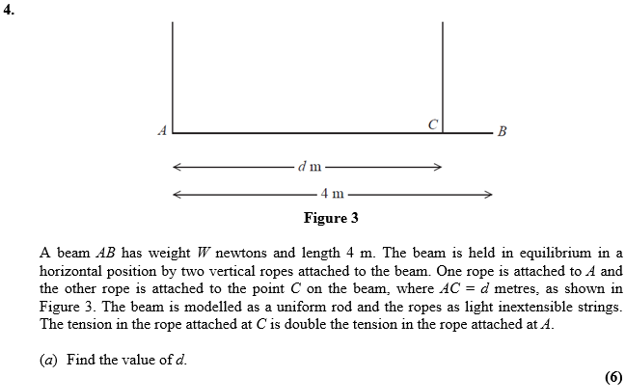 4.
A
C
B
d m
4 m
Figure 3
A beam AB has weight W newtons and length 4 m. The beam is held in equilibrium in a
horizontal position by two vertical ropes attached to the beam. One rope is attached to A and
the other rope is attached to the point C on the beam, where AC = d metres, as shown in
Figure 3. The beam is modelled as a uniform rod and the ropes as light inextensible strings.
The tension in the rope attached at C is double the tension in the rope attached at A.
(a) Find the value of d.
(6)